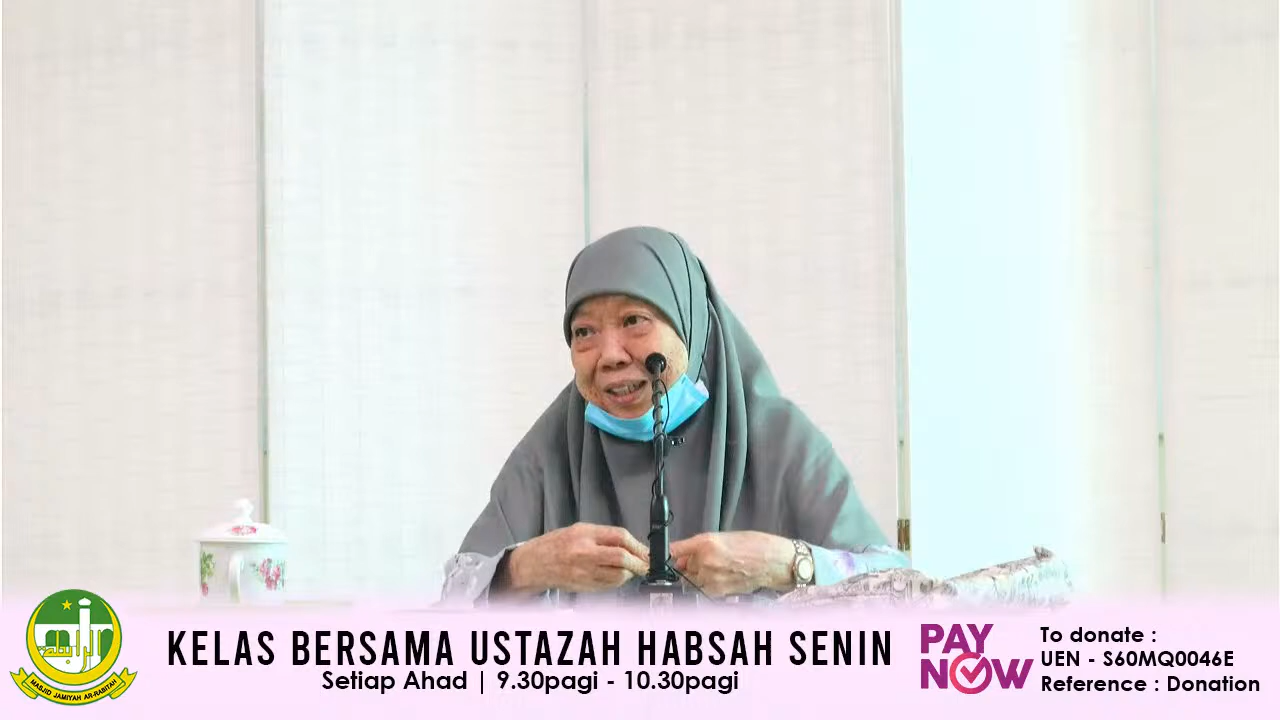 KELAS BERSAMA USTAZAH HABSAH SENIN
Setiap Ahad | 9.30pagi - 10.30pagi
PAY
NOW
To donate :
UEN - S60MQ0046E
Reference : Donation
MASJID JAMIYAH AR-RABITAH